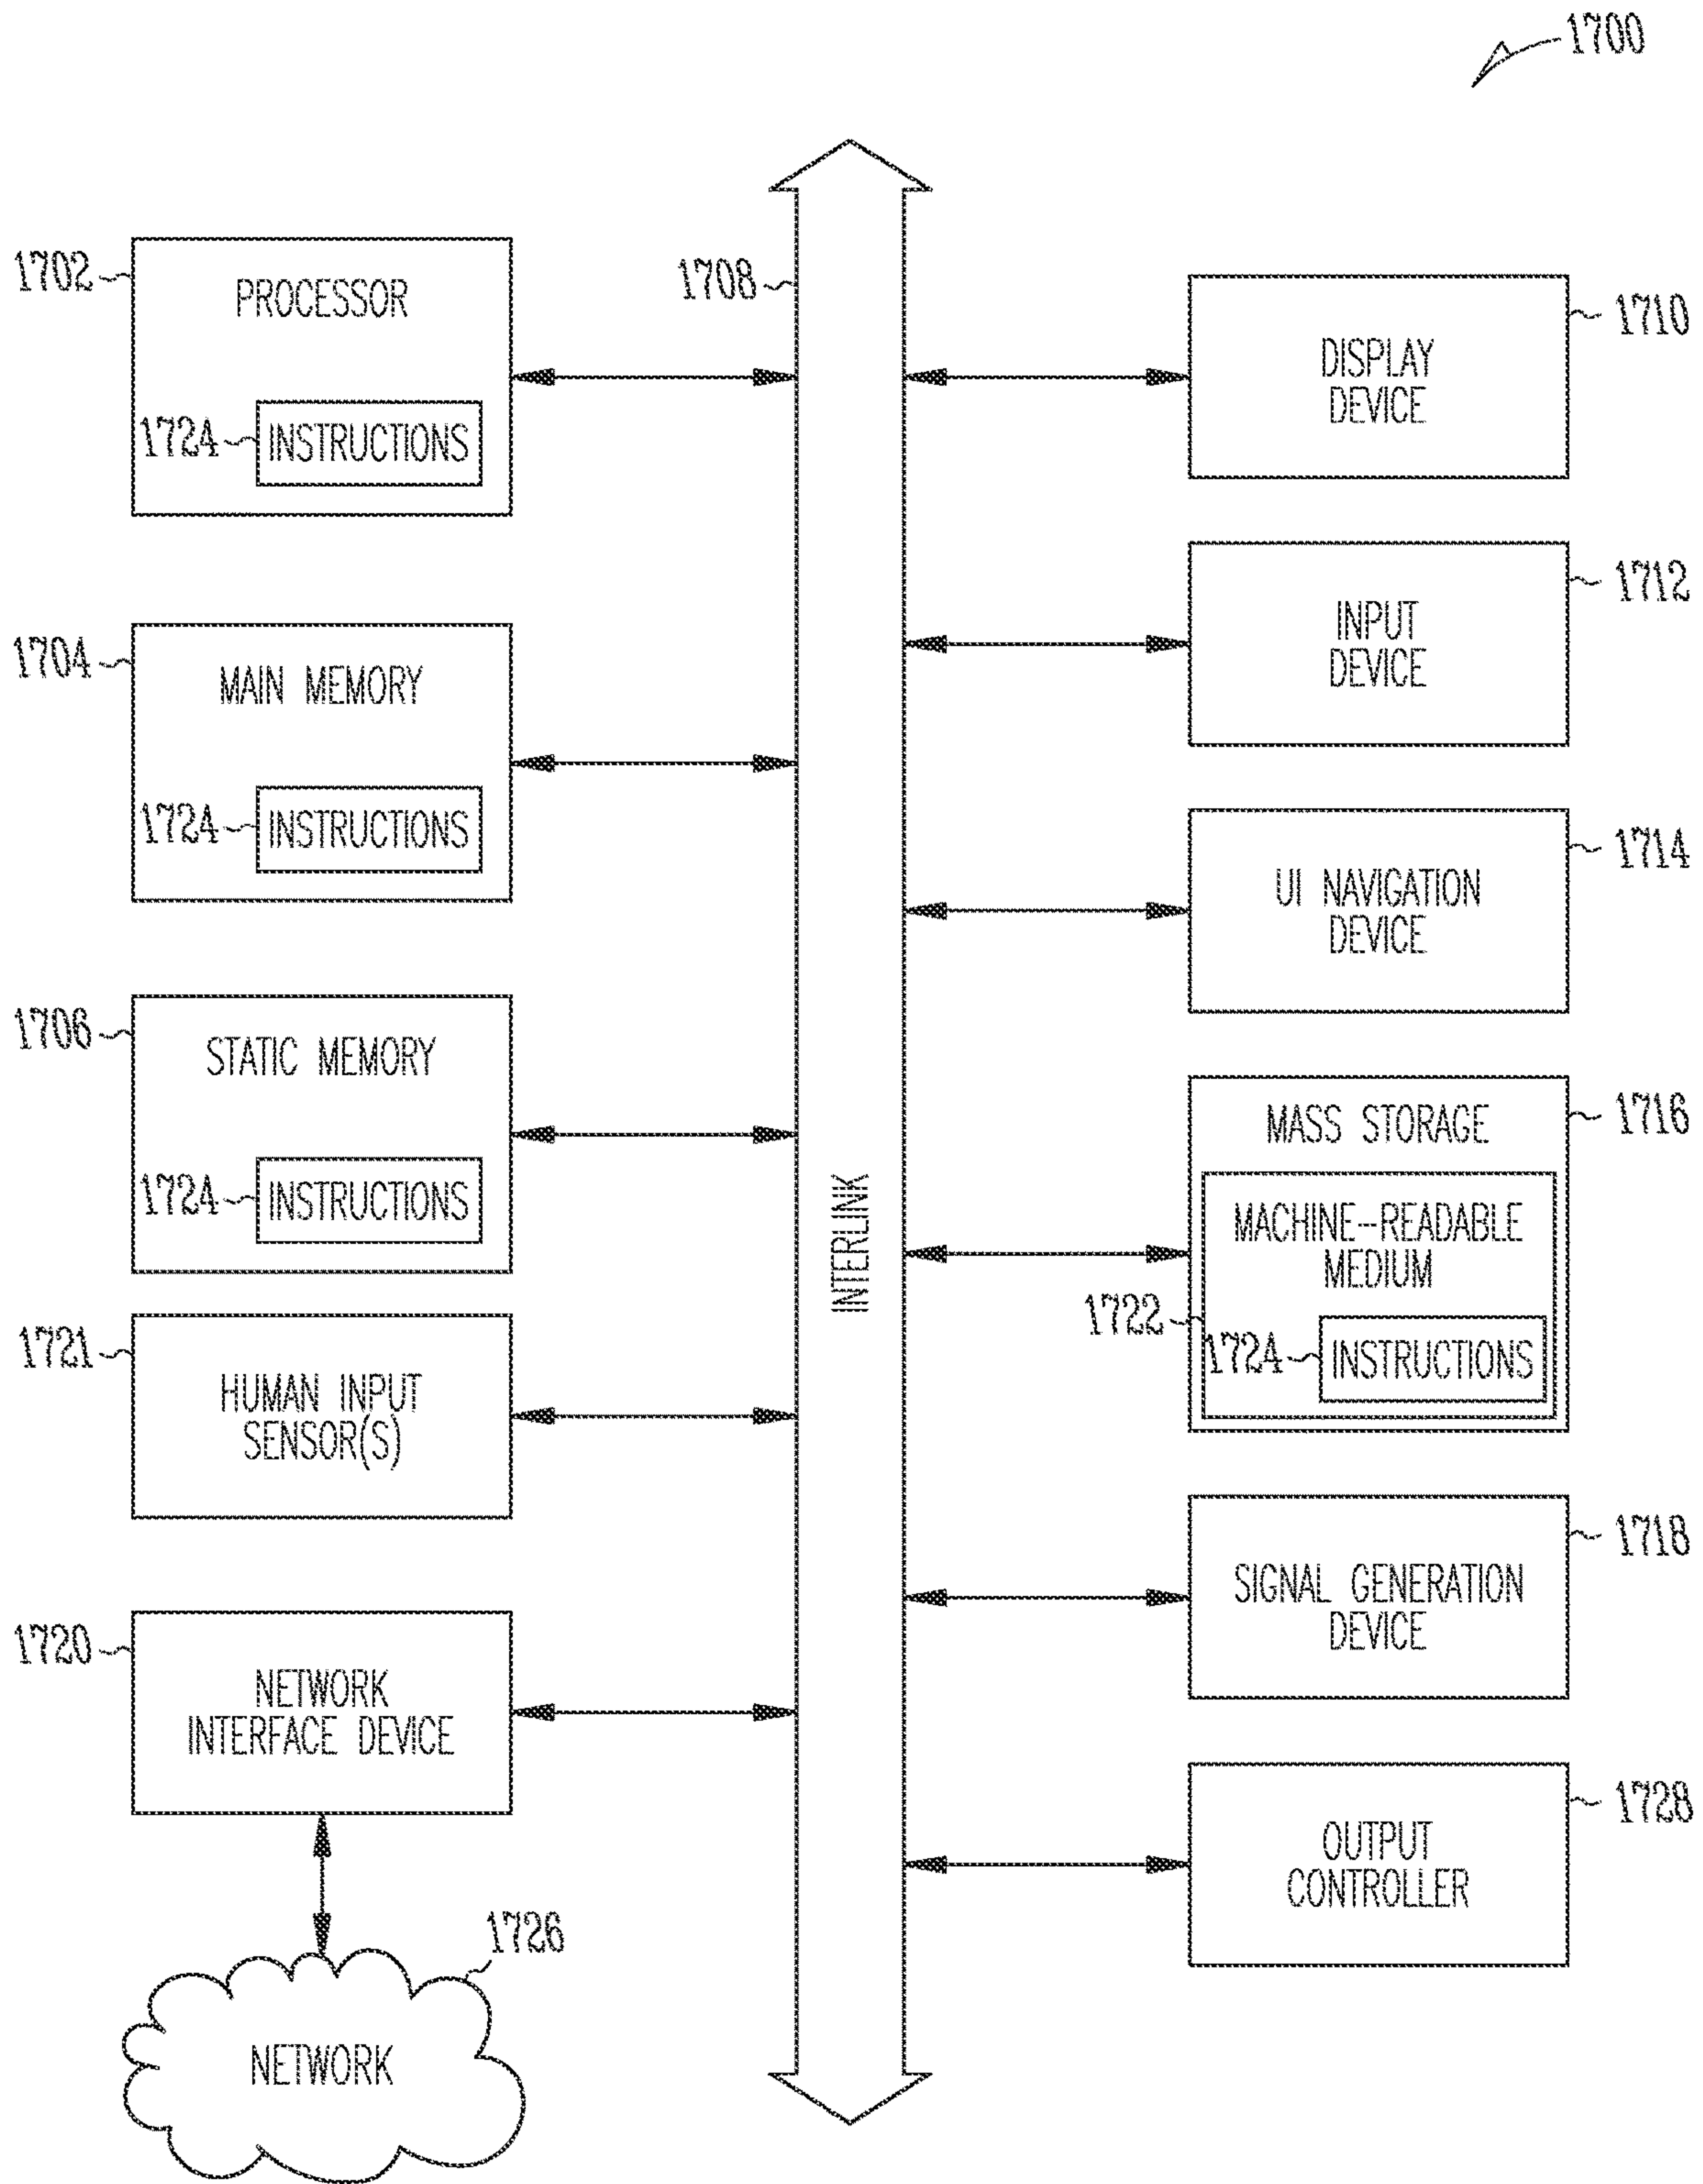 1700
1702
PROCESSOR
1724
INSTRUCTIONS
1704
MAIN MEMORY
1724
INSTRUCTIONS
1706
STATIC MEMORY
1724
INSTRUCTIONS
1721
HUMAN INPUT
SENSOR(S)
1720
NETWORK
INTERFACE DEVICE
1726
NETWORK
1708
INTERLINK
1710
DISPLAY
DEVICE
1712
INPUT
DEVICE
1714
UI NAVIGATION
DEVICE
1716
MASS STORAGE
MACHINE-READABLE
MEDIUM
1722
1724
INSTRUCTIONS
1718
SIGNAL GENERATION
DEVICE
1728
OUTPUT
CONTROLLER